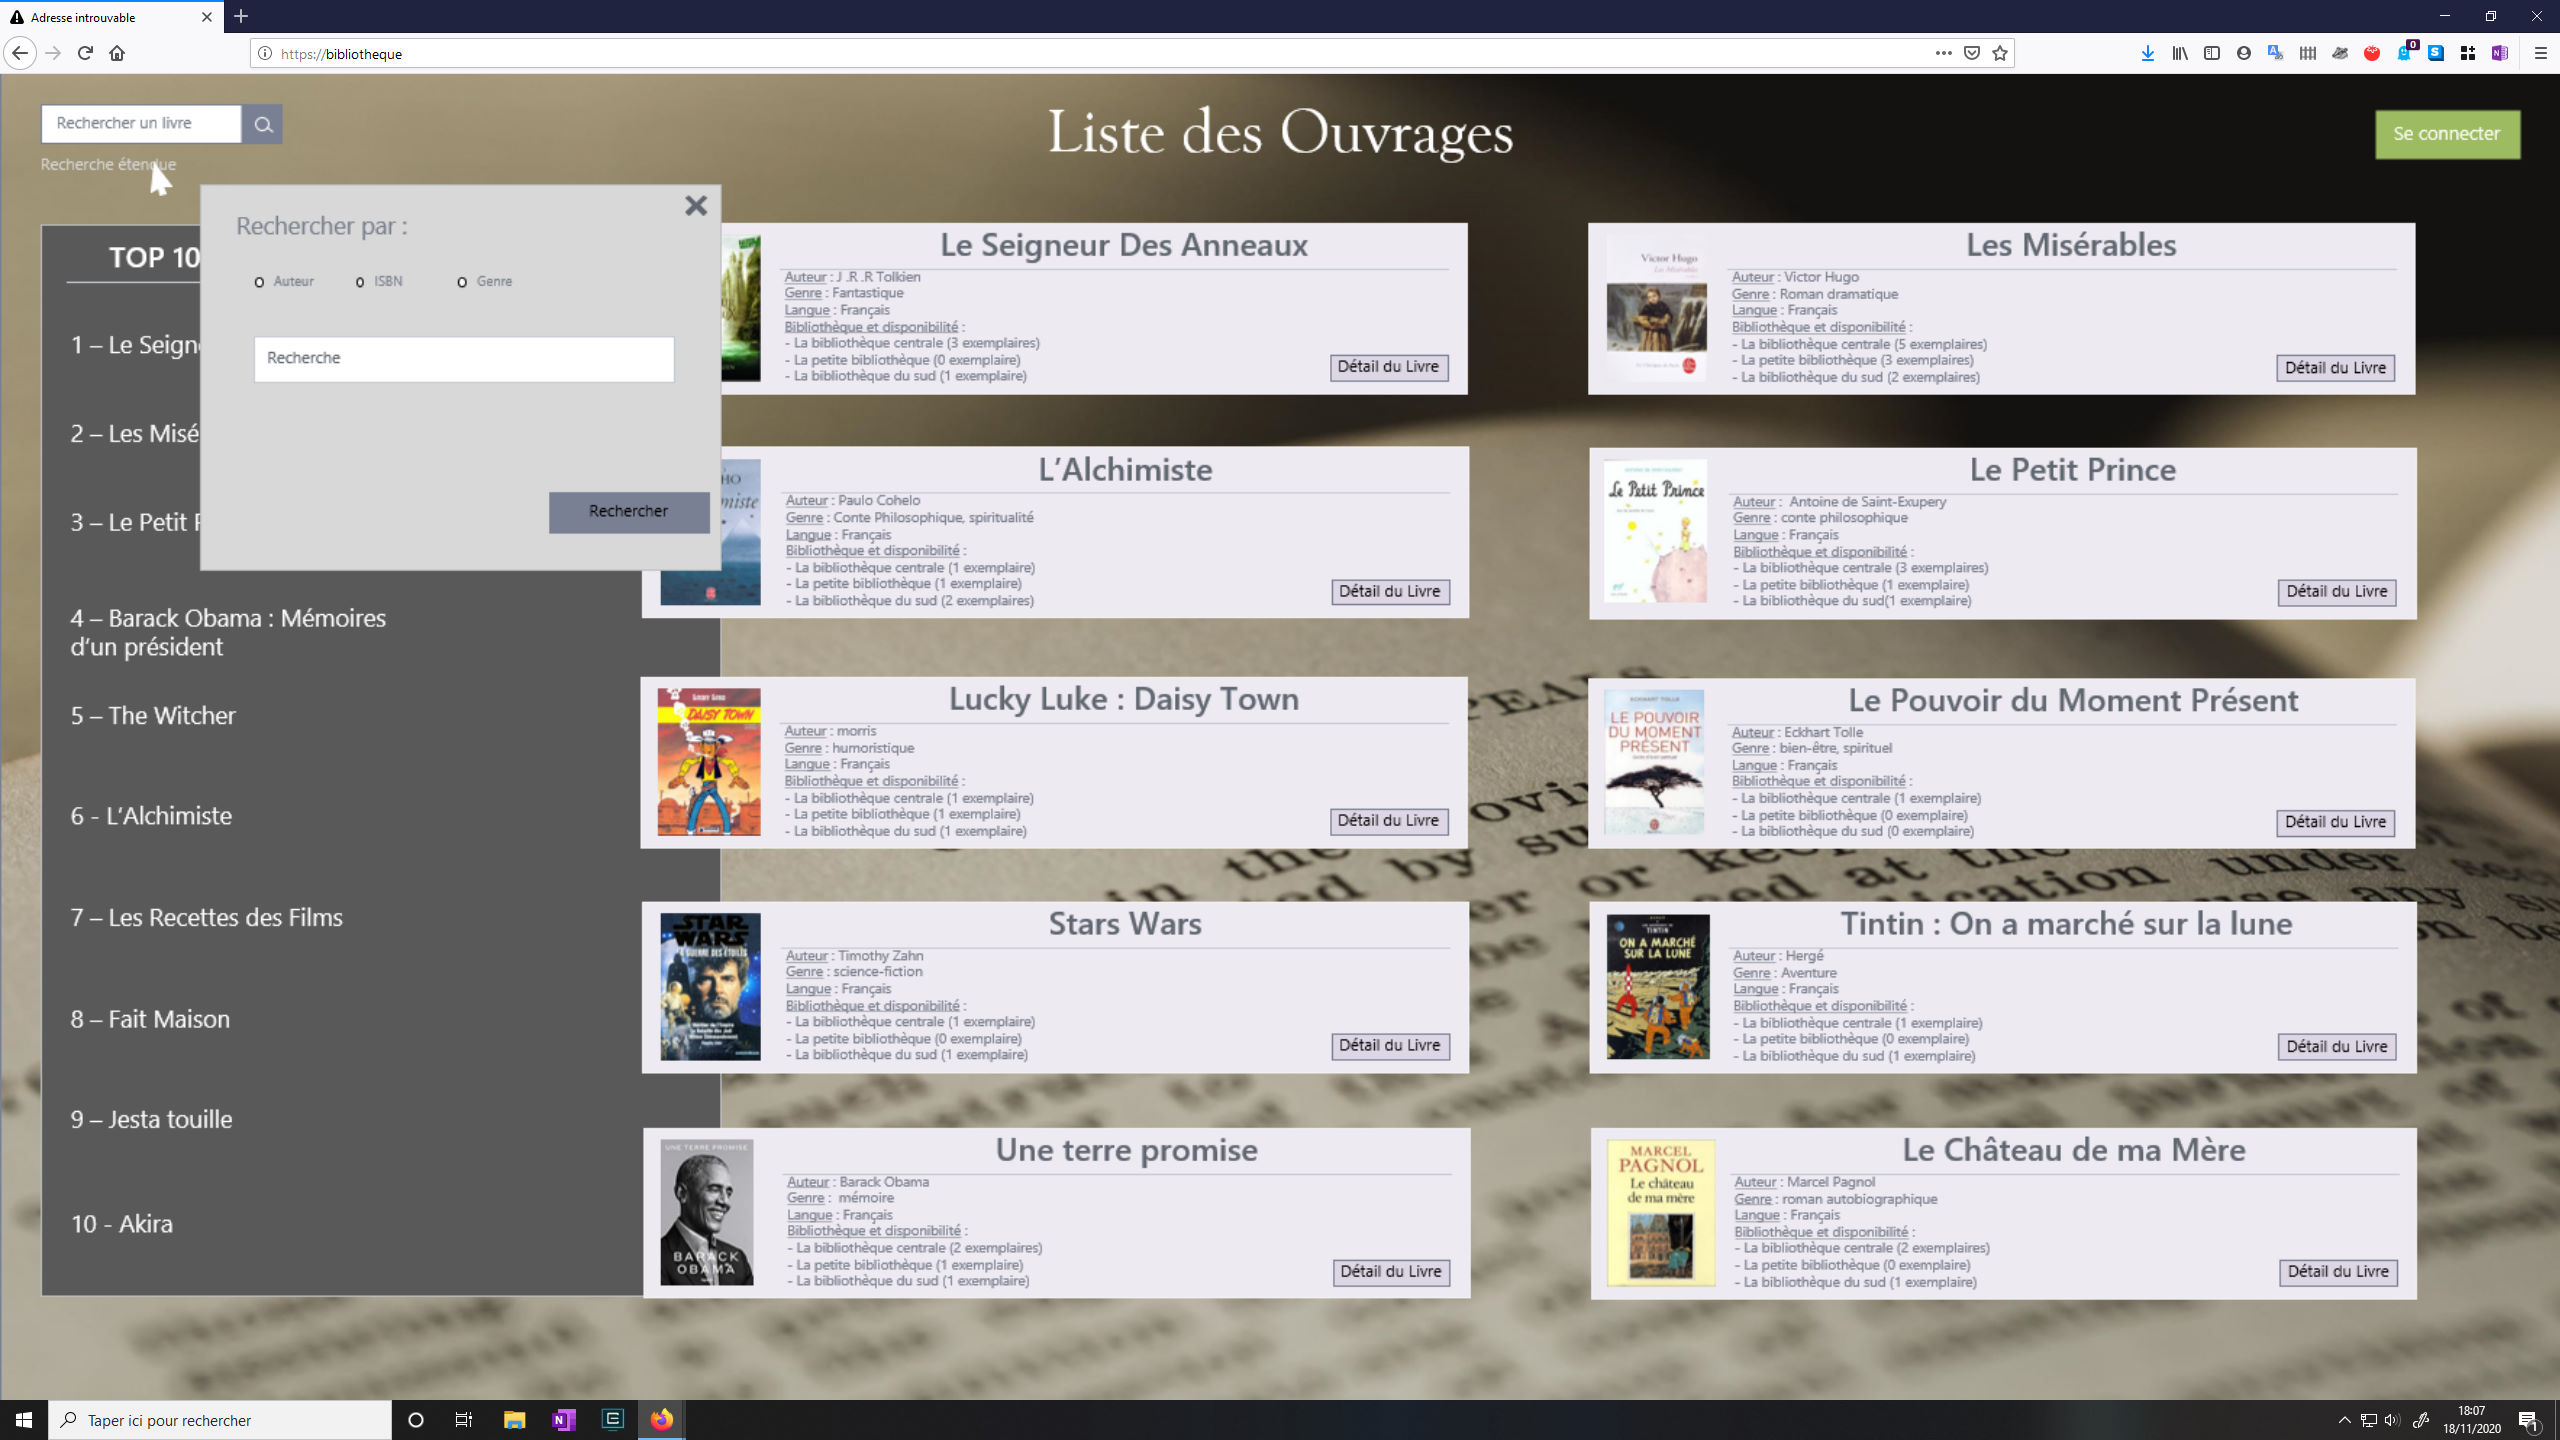 Adresse introuvable
https://bibliotheque
0
Rechercher un livre
Recherche étendue
Liste des Ouvrages
Se connecter
Rechercher par :
Auteur ISBN Genre
Recherche
Rechercher
TOP 10
1 – Le Seign
2 – Les Misé
3 – Le Petit P
4 – Barack Obama : Mémoires
d'un président
5 – The Witcher
6 - L'Alchimiste
7 – Les Recettes des Films
8 – Fait Maison
9 – Jesta touille
10 - Akira
Le Seigneur Des Anneaux
Auteur : J .R .R Tolkien
Genre : Fantastique
Langue : Français
Bibliothèque et disponibilité :
- La bibliothèque centrale (3 exemplaires)
- La petite bibliothèque (0 exemplaire)
- La bibliothèque du sud (1 exemplaire)
Détail du Livre
Victor Hugo
Les Misérables
Les Misérables
Auteur : Victor Hugo
Genre : Roman dramatique
Langue : Français
Bibliothèque et disponibilité :
- La bibliothèque centrale (5 exemplaires)
- La petite bibliothèque (3 exemplaires)
- La bibliothèque du sud (2 exemplaires)
Détail du Livre
HO
miste
L'Alchimiste
Auteur : Paulo Cohelo
Genre : Conte Philosophique, spiritualité
Langue : Français
Bibliothèque et disponibilité :
- La bibliothèque centrale (1 exemplaire)
- La petite bibliothèque (1 exemplaire)
- La bibliothèque du sud (2 exemplaires)
Détail du Livre
Le Petit Prince
Le Petit Prince
Auteur : Antoine de Saint-Exupery
Genre : conte philosophique
Langue : Français
Bibliothèque et disponibilité :
- La bibliothèque centrale (3 exemplaires)
- La petite bibliothèque (1 exemplaire)
- La bibliothèque du sud(1 exemplaire)
Détail du Livre
DAISY TOWN
Lucky Luke : Daisy Town
Auteur : morris
Genre : humoristique
Langue : Français
Bibliothèque et disponibilité :
- La bibliothèque centrale (1 exemplaire)
- La petite bibliothèque (1 exemplaire)
- La bibliothèque du sud (1 exemplaire)
Détail du Livre
ECKHART TOLLE
LE POUVOIR
DU MOMENT
PRÉSENT
Le Pouvoir du Moment Présent
Auteur : Eckhart Tolle
Genre : bien-être, spirituel
Langue : Français
Bibliothèque et disponibilité :
- La bibliothèque centrale (1 exemplaire)
- La petite bibliothèque (0 exemplaire)
- La bibliothèque du sud (0 exemplaire)
Détail du Livre
STAR
WARS
LA GUERRE DES ÉTOILES
Stars Wars
Auteur : Timothy Zahn
Genre : science-fiction
Langue : Français
Bibliothèque et disponibilité :
- La bibliothèque centrale (1 exemplaire)
- La petite bibliothèque (0 exemplaire)
- La bibliothèque du sud (1 exemplaire)
Détail du Livre
TINTIN
ON A MARCHÉ
SUR LA LUNE
Tintin : On a marché sur la lune
Auteur : Hergé
Genre : Aventure
Langue : Français
Bibliothèque et disponibilité :
- La bibliothèque centrale (1 exemplaire)
- La petite bibliothèque (0 exemplaire)
- La bibliothèque du sud (1 exemplaire)
Détail du Livre
UNE TERRE PROMISE
BARACK
OBAMA
Une terre promise
Auteur : Barack Obama
Genre : mémoire
Langue : Français
Bibliothèque et disponibilité :
- La bibliothèque centrale (2 exemplaires)
- La petite bibliothèque (1 exemplaire)
- La bibliothèque du sud (1 exemplaire)
Détail du Livre
MARCEL
PAGNOL
Le château
de ma mère
Le Château de ma Mère
Auteur : Marcel Pagnol
Genre : roman autobiographique
Langue : Français
Bibliothèque et disponibilité :
- La bibliothèque centrale (2 exemplaires)
- La petite bibliothèque (0 exemplaire)
- La bibliothèque du sud (1 exemplaire)
Détail du Livre
Taper ici pour rechercher
18:07
18/11/2020
1